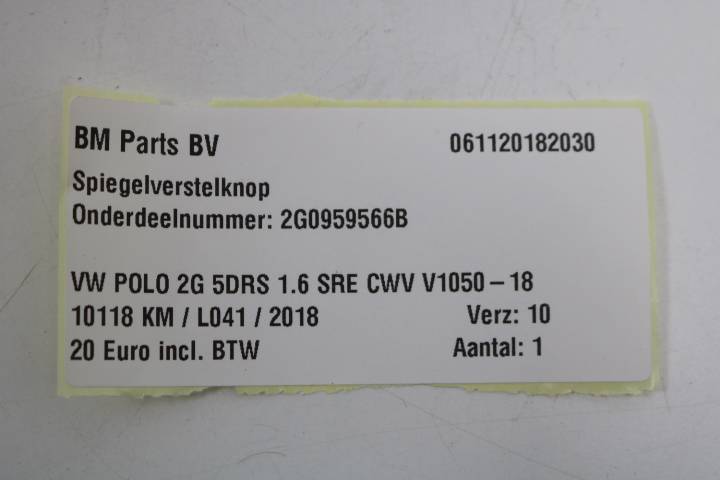 BM Parts BV 061120182030
Spiegelverstelknop
Onderdeelnummer: 2G0959566B
VW POLO 2G 5DRS 1.6 SRE CWV V1050 – 18
10118 KM / L041 / 2018 Verz: 10
20 Euro incl. BTW Aantal: 1